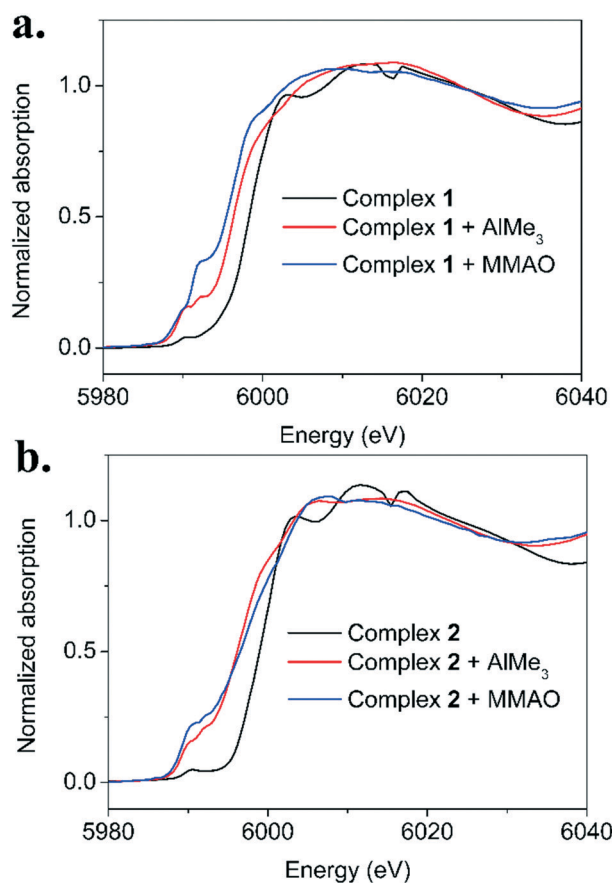 a.
Normalized absorption
1.0
0.5
0.0
Complex 1
Complex 1 + AlMe₃
Complex 1 + MMAO
5980 6000 6020 6040
Energy (eV)
b.
Normalized absorption
1.0
0.5
0.0
Complex 2
Complex 2 + AlMe₃
Complex 2 + MMAO
5980 6000 6020 6040
Energy (eV)